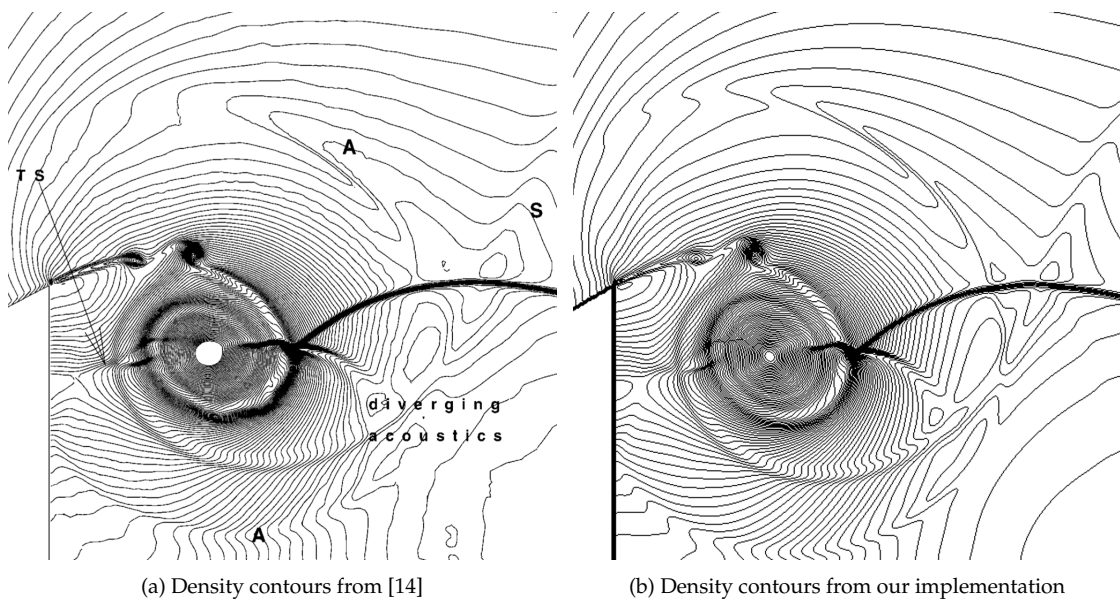 A
T S
S
diverging
acoustics
A
(a) Density contours from [14]
(b) Density contours from our implementation